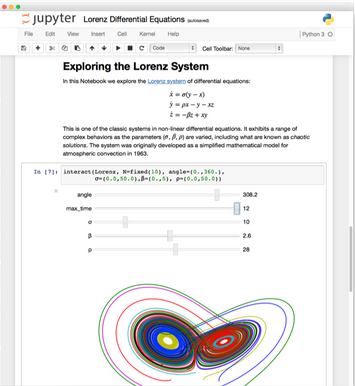 jupyter Lorenz Differential Equations (autosaved)
File Edit View Insert Cell Kernel Help Python 3 O
Code Cell Toolbar: None
Exploring the Lorenz System
In this Notebook we explore the Lorenz system of differential equations:
ẋ = σ(y − x)
ẏ = ρx − y − xz
ż = −βz + xy
This is one of the classic systems in non-linear differential equations. It exhibits a range of
complex behaviors as the parameters (σ, β, ρ) are varied, including what are known as chaotic
solutions. The system was originally developed as a simplified mathematical model for
atmospheric convection in 1963.
In [7]: interact(Lorenz, N=fixed(10), angle=(0.,360.),
σ=(0.0,50.0),β=(0.,5), ρ=(0.0,50.0))
angle 308.2
max_time 12
σ 10
β 2.6
ρ 28